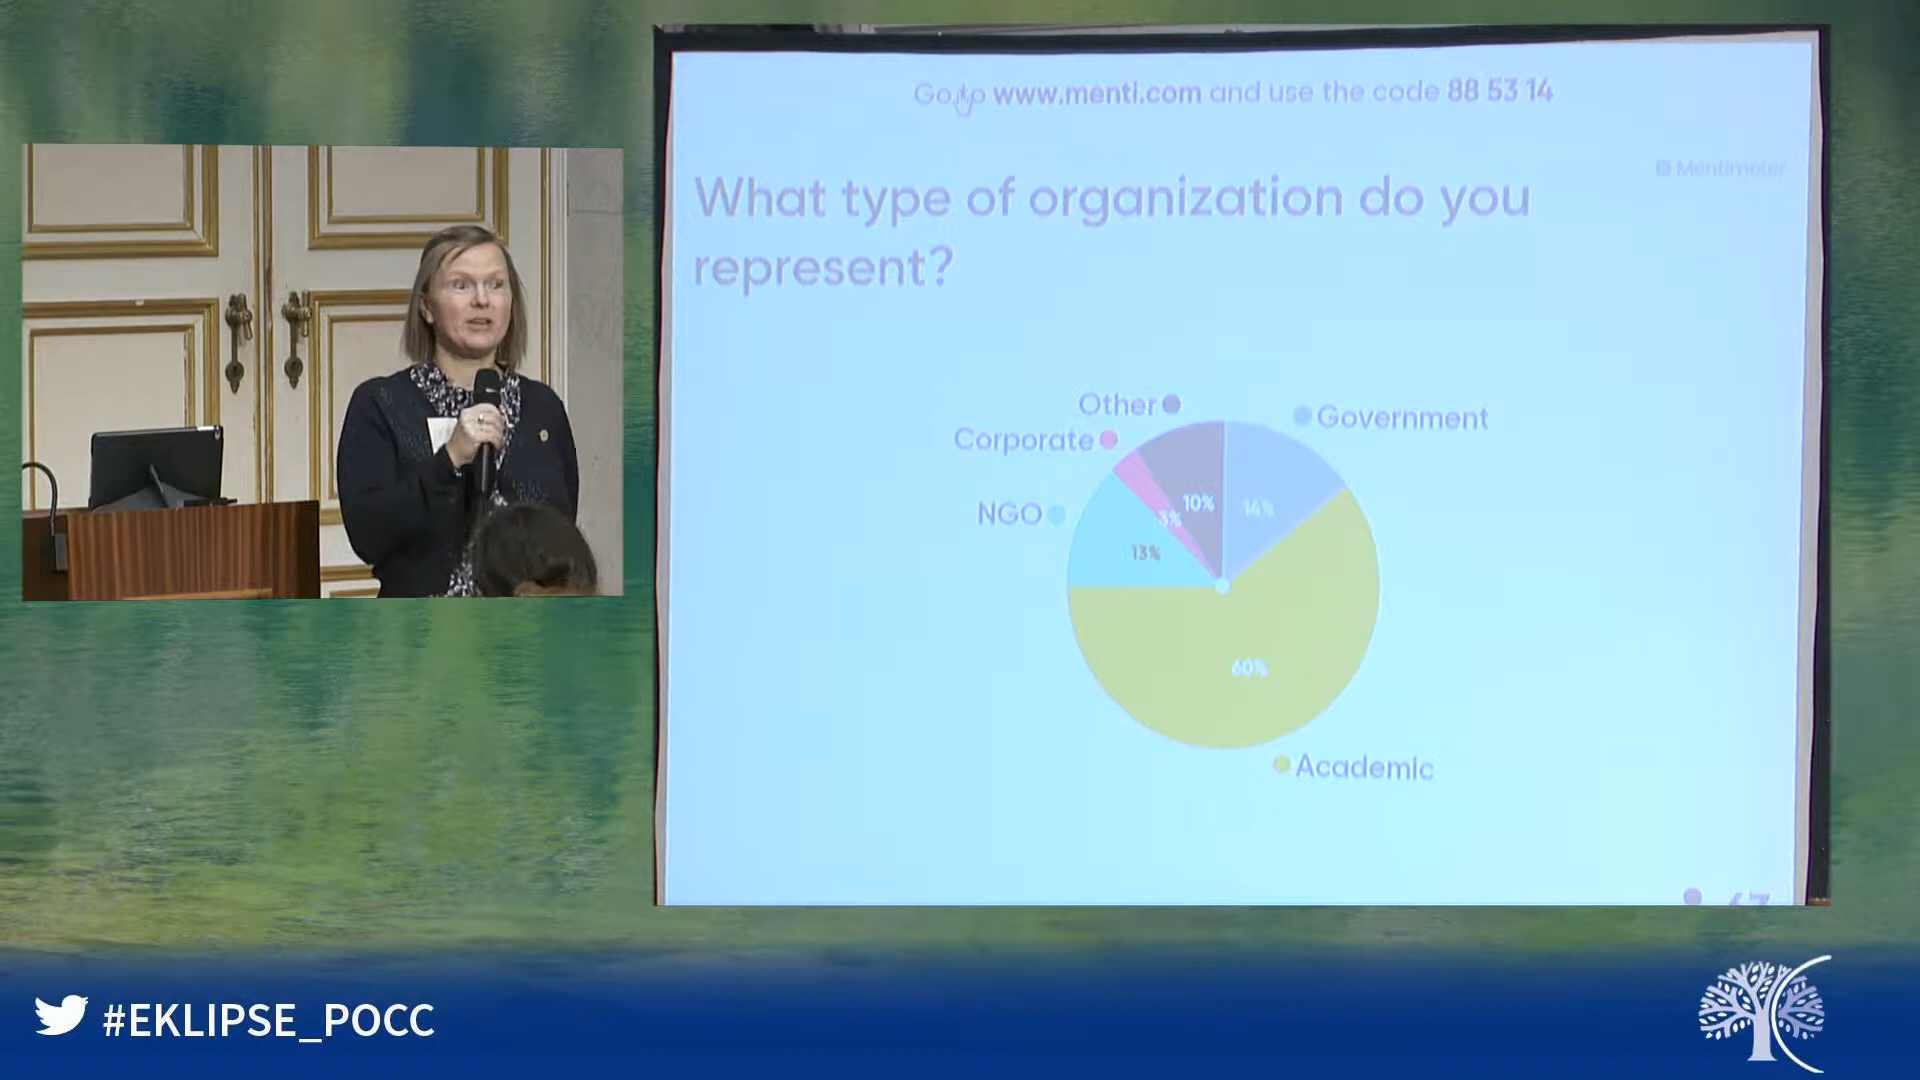 Go to www.menti.com and use the code 88 53 14
Mentimeter
What type of organization do you
represent?
Other
Government
Corporate
NGO
10%
14%
3%
13%
60%
Academic
#EKLIPSE_POCC